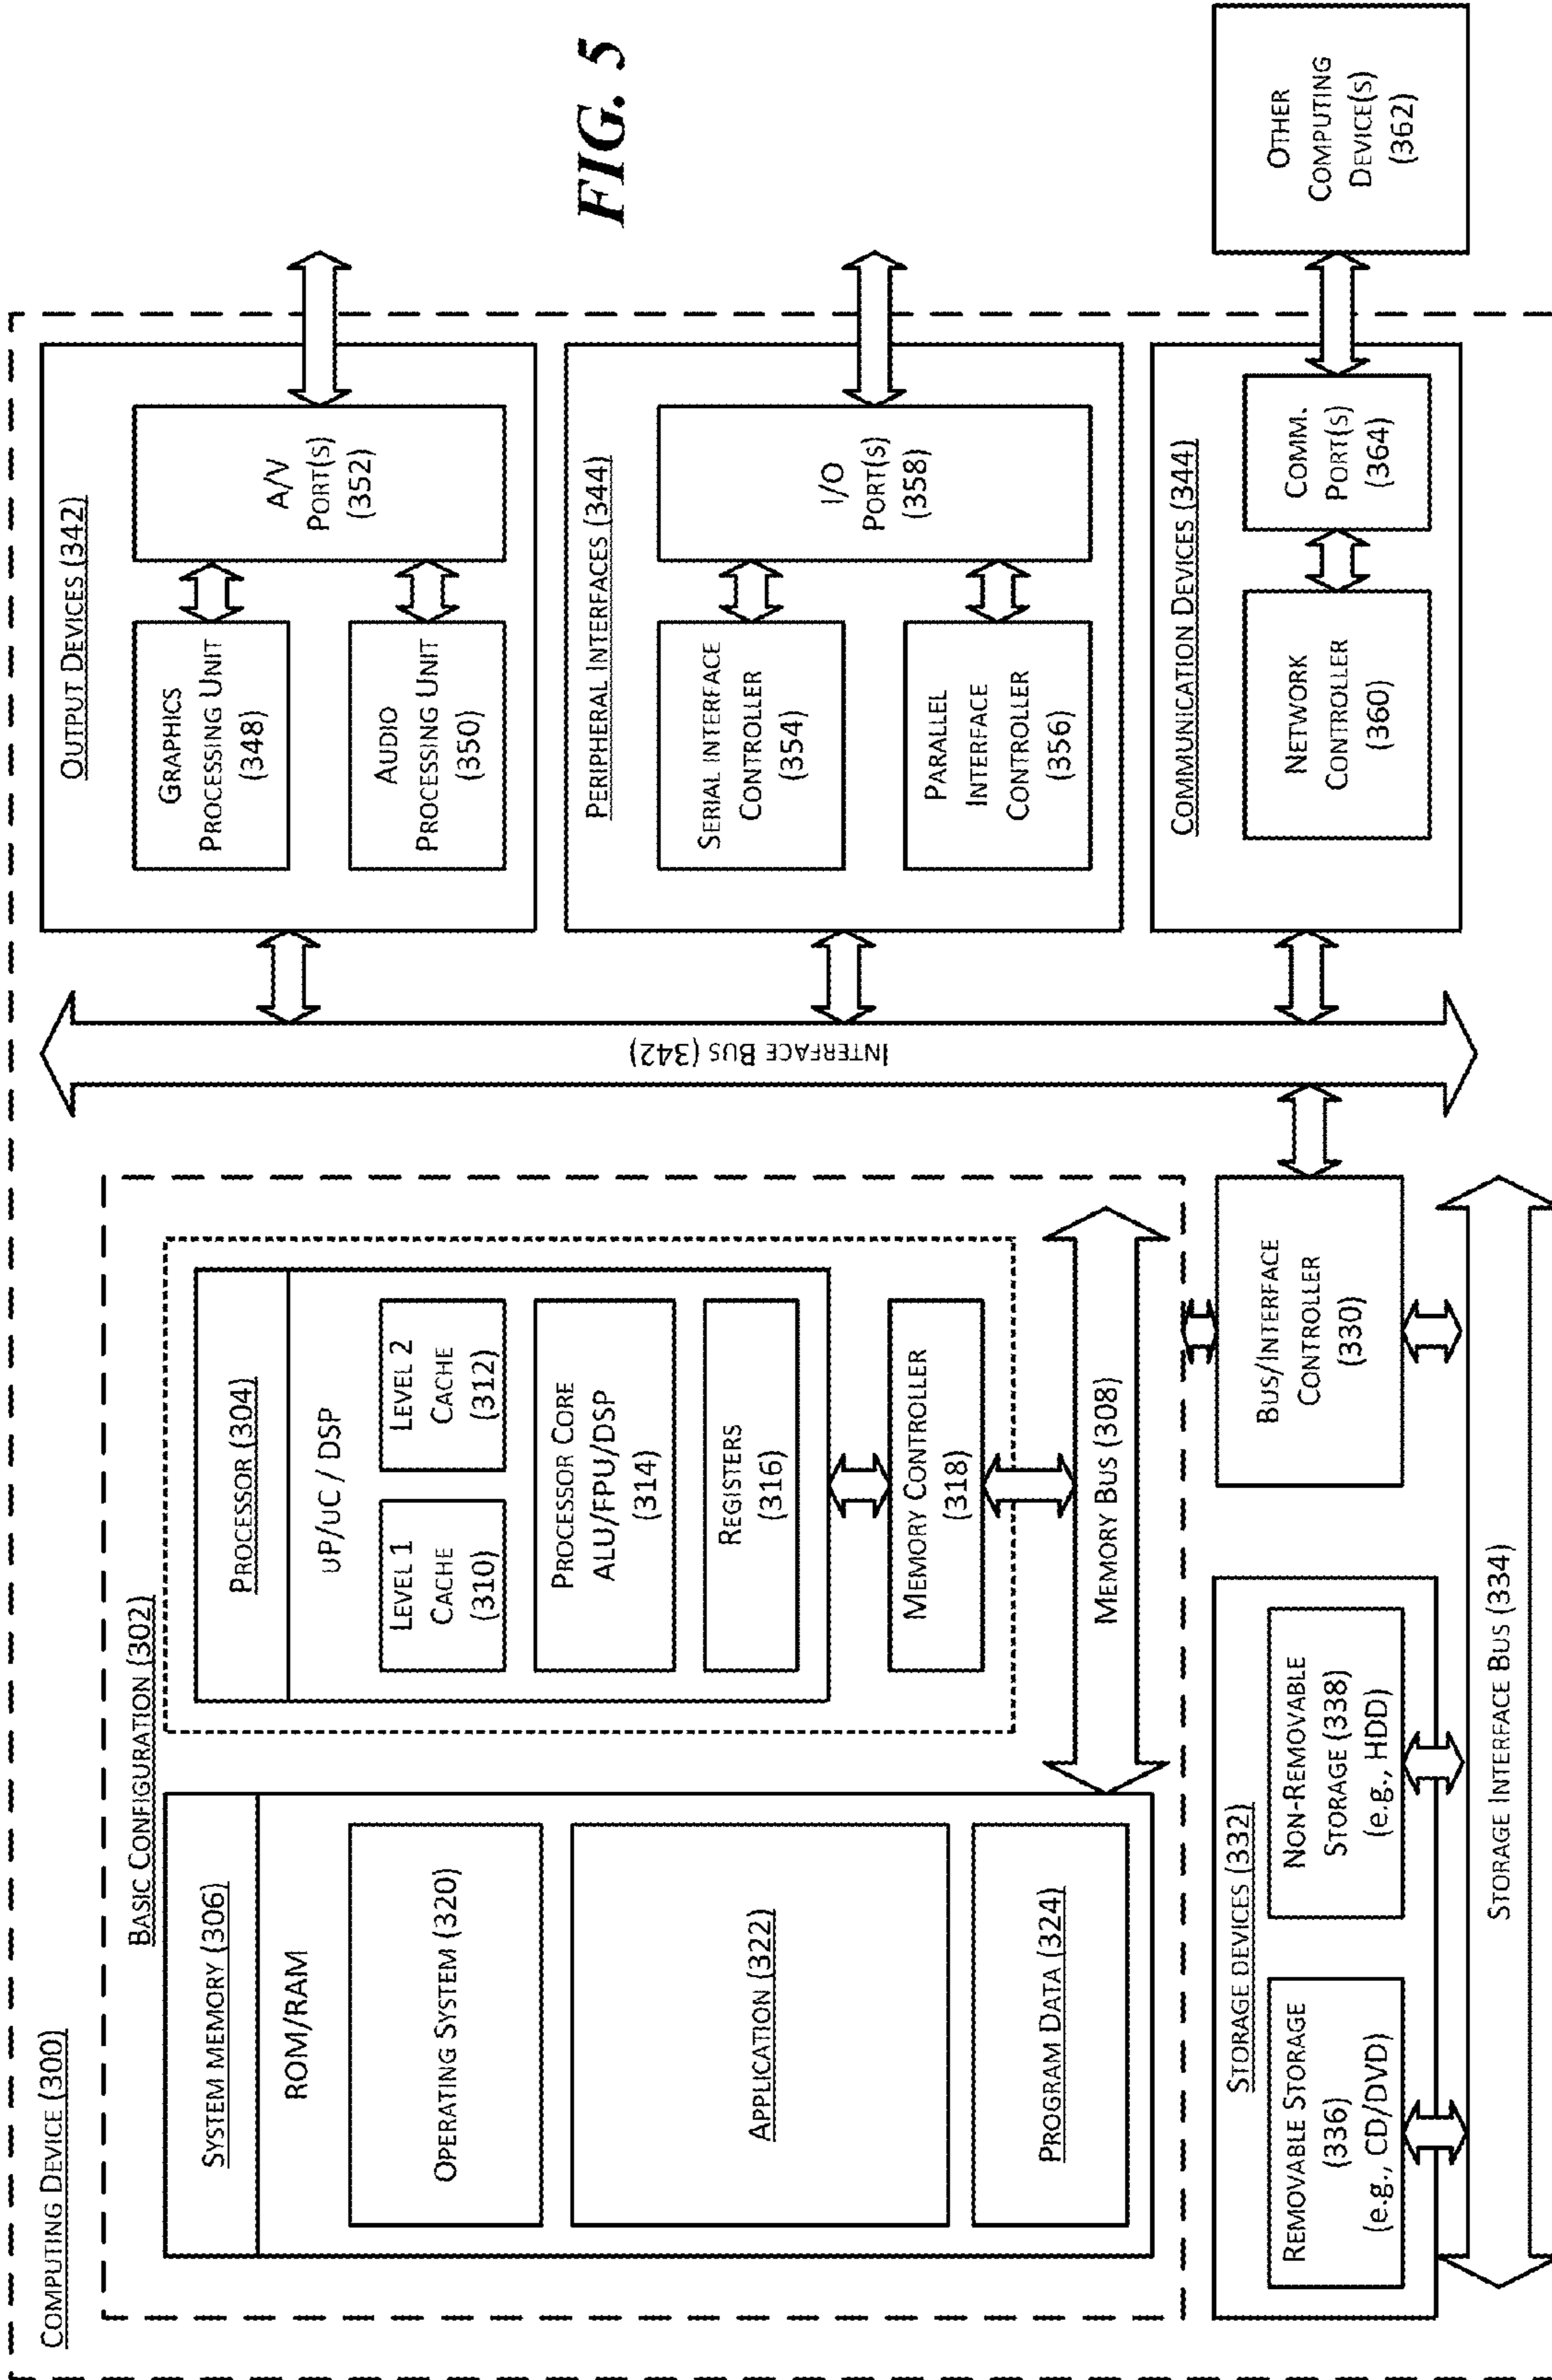 COMPUTING DEVICE (300)
BASIC CONFIGURATION (302)
SYSTEM MEMORY (306)
ROM/RAM
OPERATING SYSTEM (320)
APPLICATION (322)
PROGRAM DATA (324)
PROCESSOR (304)
uP/uC / DSP
LEVEL 1
CACHE
(310)
LEVEL 2
CACHE
(312)
PROCESSOR CORE
ALU/FPU/DSP
(314)
REGISTERS
(316)
MEMORY CONTROLLER
(318)
MEMORY BUS (308)
STORAGE DEVICES (332)
REMOVABLE STORAGE
(336)
(e.g., CD/DVD)
NON-REMOVABLE
STORAGE (338)
(e.g., HDD)
BUS/INTERFACE
CONTROLLER
(330)
STORAGE INTERFACE BUS (334)
INTERFACE BUS (342)
OUTPUT DEVICES (342)
GRAPHICS
PROCESSING UNIT
(348)
AUDIO
PROCESSING UNIT
(350)
A/V
PORT(S)
(352)
PERIPHERAL INTERFACES (344)
SERIAL INTERFACE
CONTROLLER
(354)
PARALLEL
INTERFACE
CONTROLLER
(356)
I/O
PORT(S)
(358)
COMMUNICATION DEVICES (344)
NETWORK
CONTROLLER
(360)
COMM.
PORT(S)
(364)
OTHER
COMPUTING
DEVICE(S)
(362)
FIG. 5